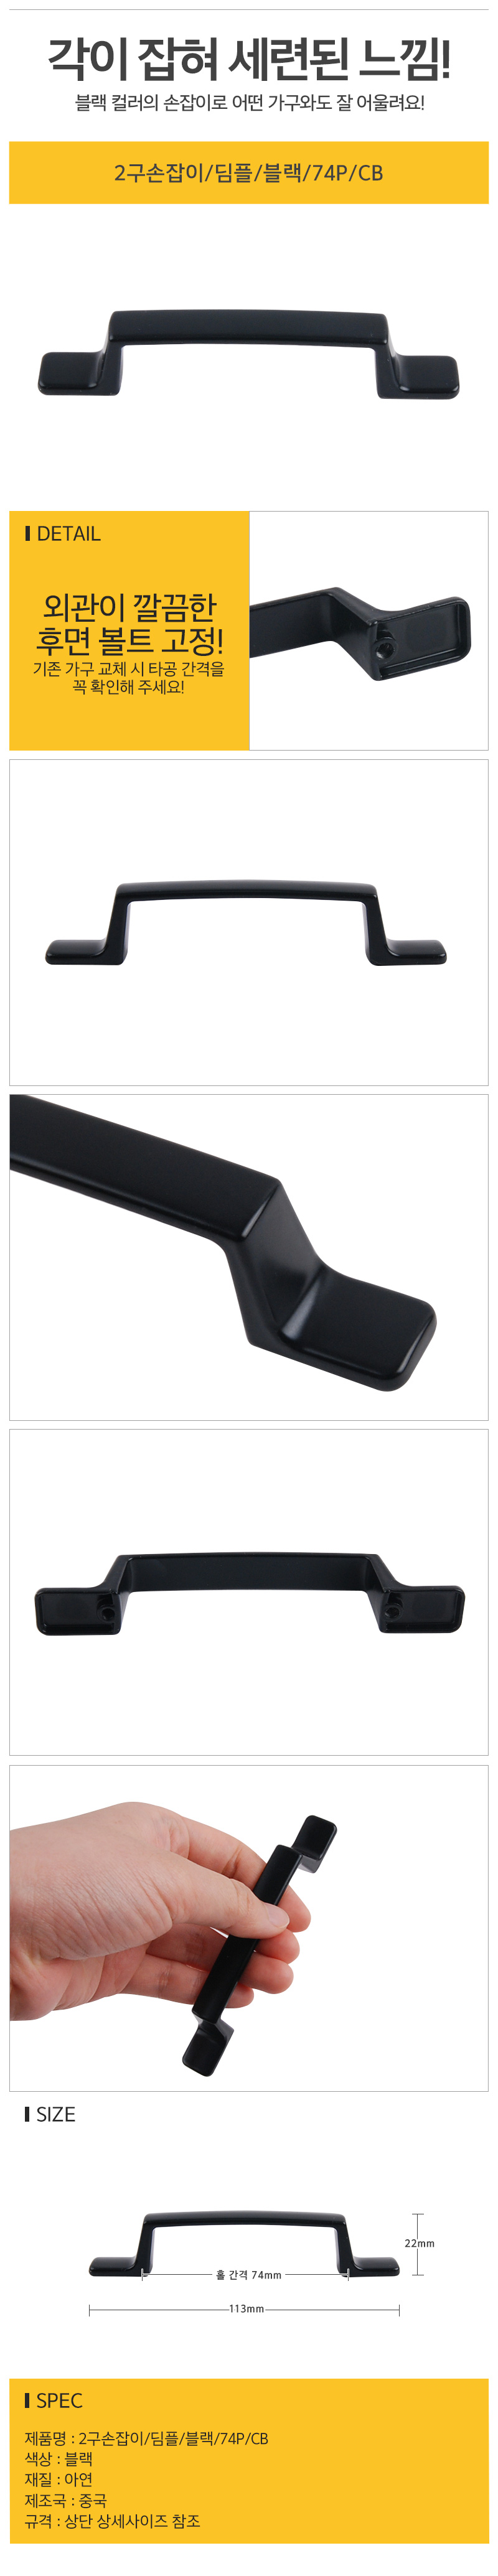 각이 잡혀 세련된 느낌!
블랙 컬러의 손잡이로 어떤 가구와도 잘 어울려요!
2구손잡이/딤플/블랙/74P/CB
DETAIL
외관이 깔끔한
후면 볼트 고정!
기존 가구 교체 시 타공 간격을
꼭 확인해 주세요!
SIZE
22mm
홀 간격 74mm
113mm
SPEC
제품명 : 2구손잡이/딤플/블랙/74P/CB
색상 : 블랙
재질 : 아연
제조국 : 중국
규격 : 상단 상세사이즈 참조